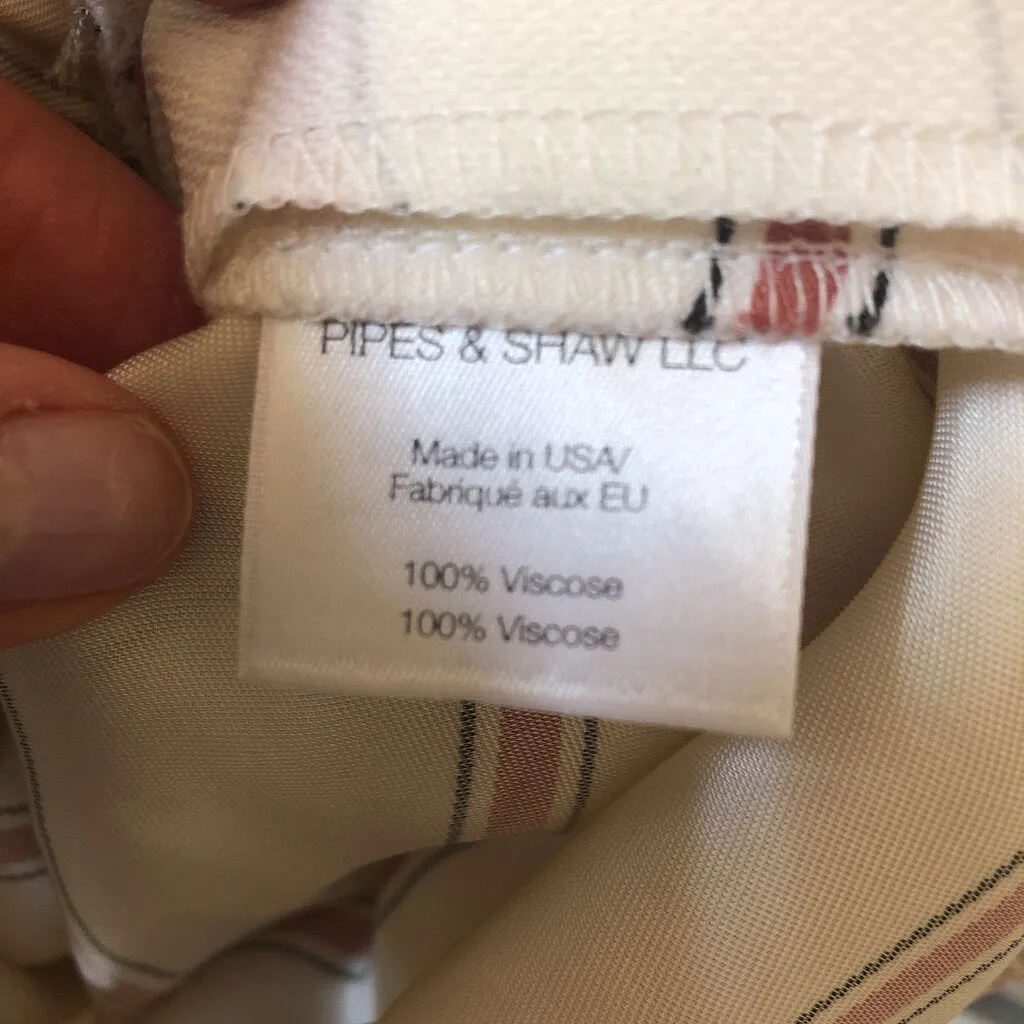 PIPES & SHAW LLC
Made in USA/
Fabriqué aux EU
100% Viscose
100% Viscose